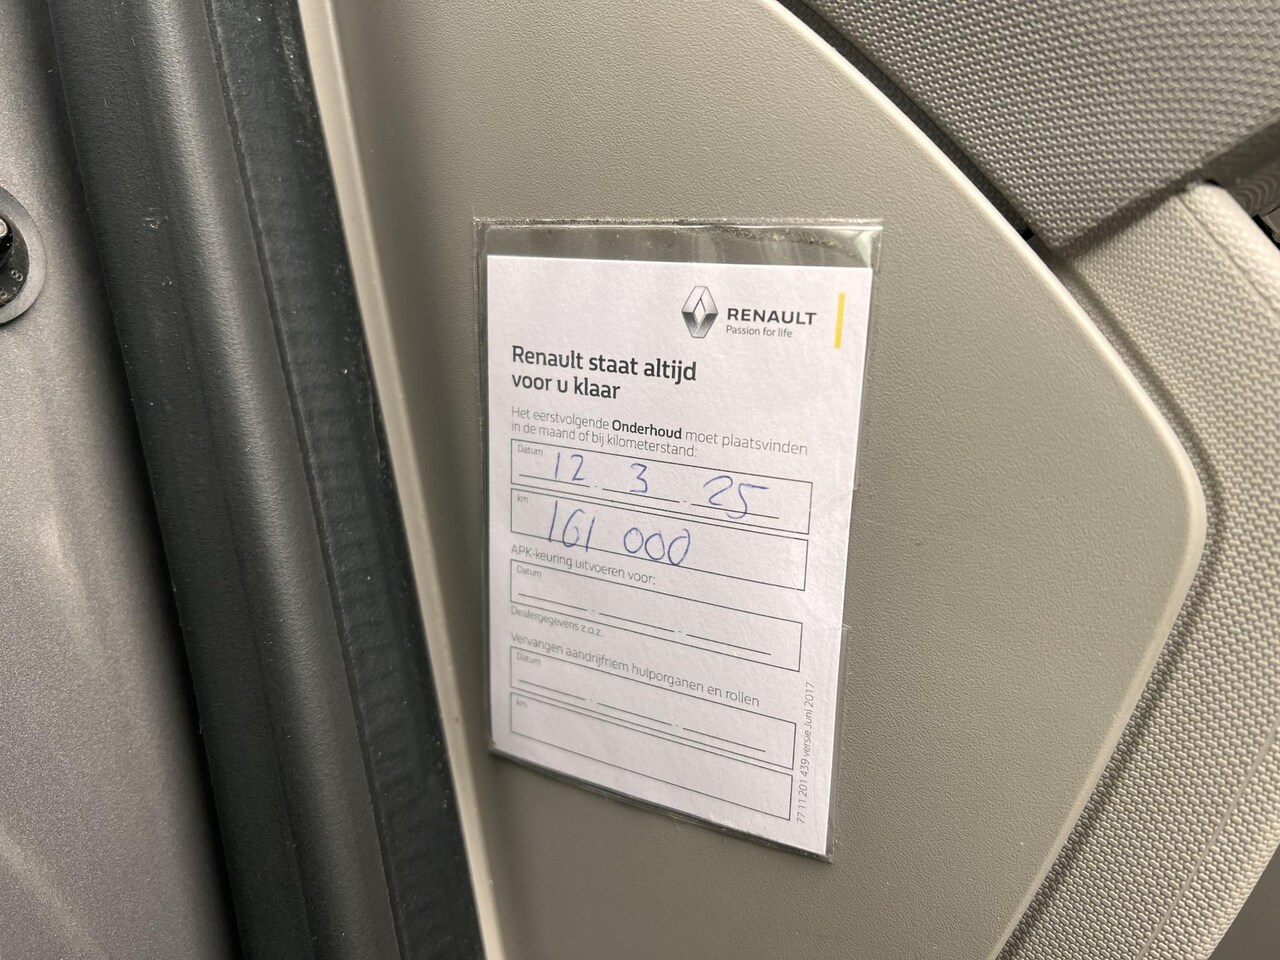 RENAULT
Passion for life
Renault staat altijd
voor u klaar
Het eerstvolgende Onderhoud moet plaatsvinden
in de maand of bij kilometerstand:
Datum
12 3 25
km
161 000
APK-keuring uitvoeren voor:
Datum
Dealergegevens z.o.z.
Vervangen aandrijfriem hulporganen en rollen
Datum
km
77 11 201 439 versie Juni 2017
8